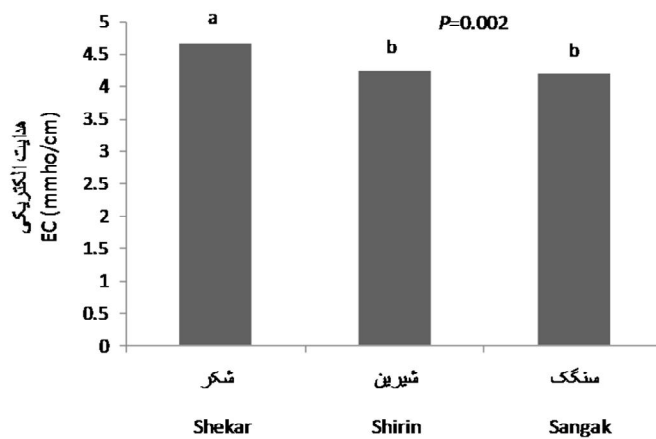 5
4.5
4
3.5
3
2.5
2
1.5
1
0.5
0
هدایت الکتریکی
EC (mmho/cm)
P=0.002
a
b
b
شکر
شیرین
سنگک
Shekar
Shirin
Sangak